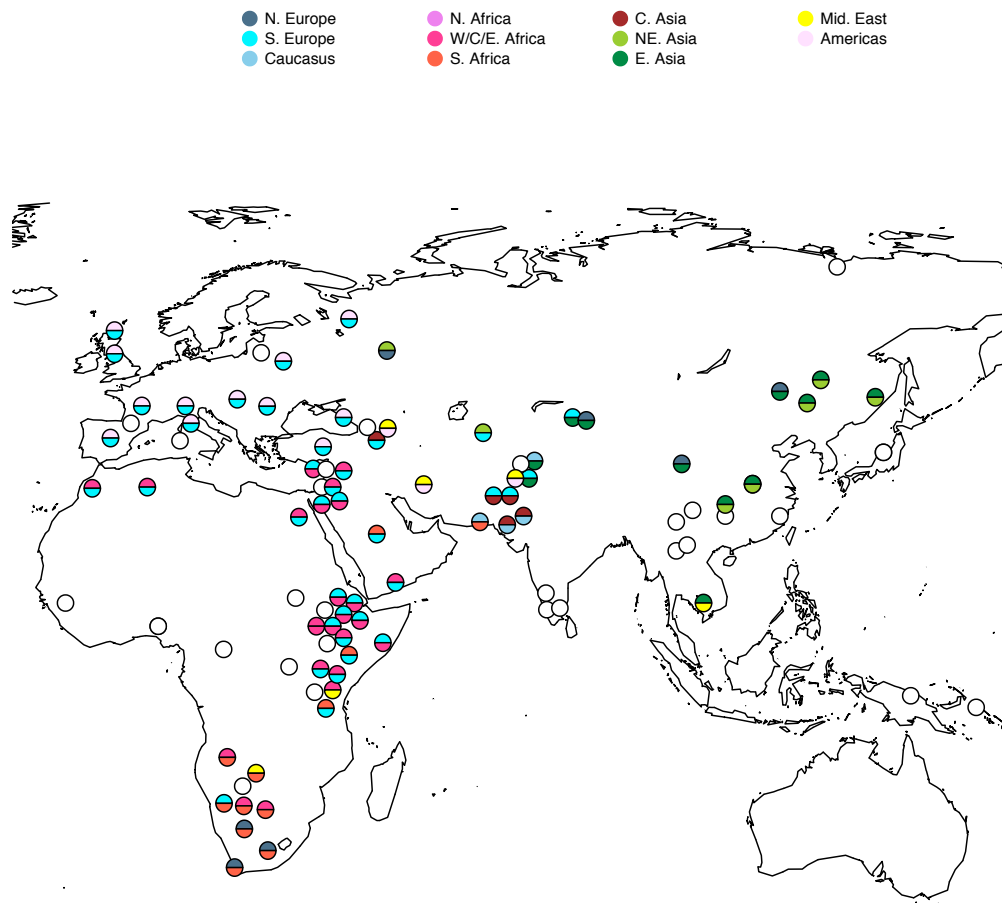 N. Europe N. Africa C. Asia Mid. East
S. Europe W/C/E. Africa NE. Asia Americas
Caucasus S. Africa E. Asia